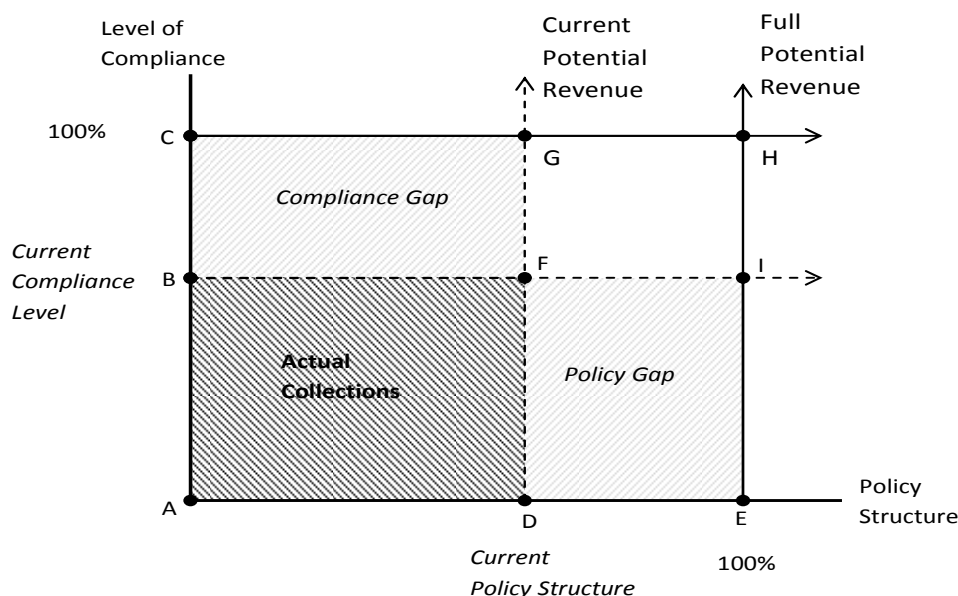 Level of
Compliance
Current
Potential
Revenue
Full
Potential
Revenue
100%
C
G
H
Compliance Gap
Current
Compliance
Level
B
F
I
Actual
Collections
Policy Gap
A
D
E
Policy
Structure
Current
Policy Structure
100%